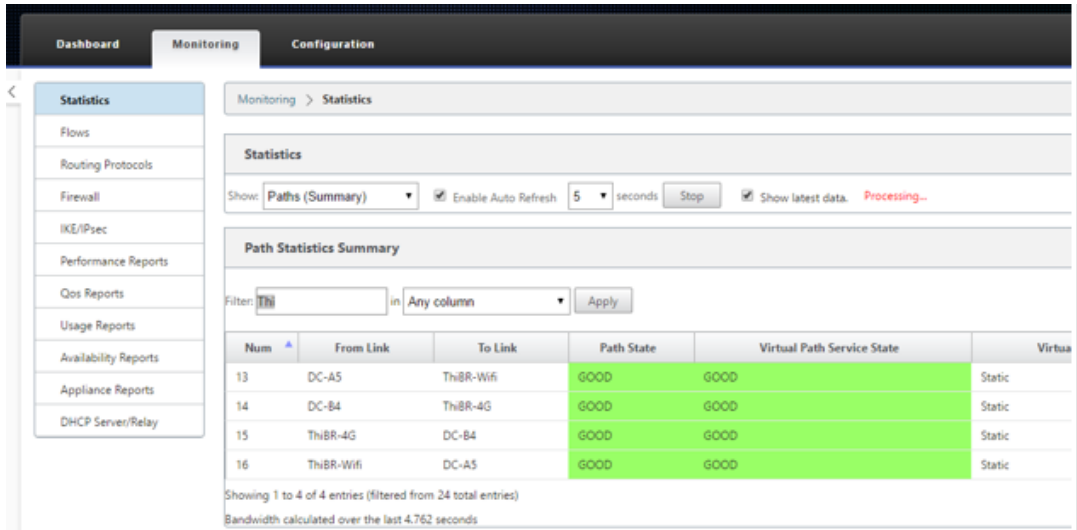 Dashboard Monitoring Configuration
Statistics
Flows
Routing Protocols
Firewall
IKE/IPsec
Performance Reports
Qos Reports
Usage Reports
Availability Reports
Appliance Reports
DHCP Server/Relay
Monitoring > Statistics
Statistics
Show: Paths (Summary) Enable Auto Refresh 5 seconds Stop Show latest data. Processing...
Path Statistics Summary
Filter: Thi in Any column Apply
Num From Link To Link Path State Virtual Path Service State Virtua
13 DC-A5 ThiBR-Wifi GOOD GOOD Static
14 DC-B4 ThiBR-4G GOOD GOOD Static
15 ThiBR-4G DC-B4 GOOD GOOD Static
16 ThiBR-Wifi DC-A5 GOOD GOOD Static
Showing 1 to 4 of 4 entries (filtered from 24 total entries)
Bandwidth calculated over the last 4.762 seconds